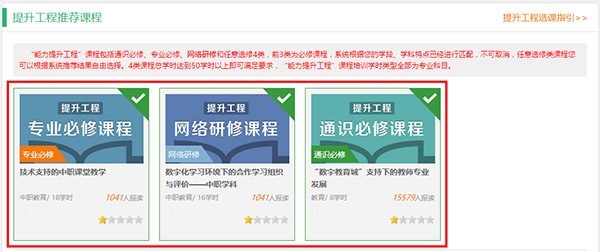 提升工程推荐课程
提升工程选课指引>>
“能力提升工程”课程包括通识必修、专业必修、网络研修和任意选修4类，前3类为必修课程，系统根据您的学段、学科特点已经进行匹配，不可取消，任意选修类课程您
可以根据系统推荐结果自由选择。4类课程总学时达到50学时以上即可满足要求，“能力提升工程”课程培训学时类型全部为专业科目。
提升工程
专业必修课程
专业必修
技术支持的中职课堂教学
中职教育/ 18学时
1041人报读
提升工程
网络研修课程
网络研修
数字化学习环境下的合作学习组织
与评价——中职学科
中职教育/ 16学时
1041人报读
提升工程
通识必修课程
通识必修
“数字教育城”支持下的教师专业
发展
教育/ 8学时
15579人报读